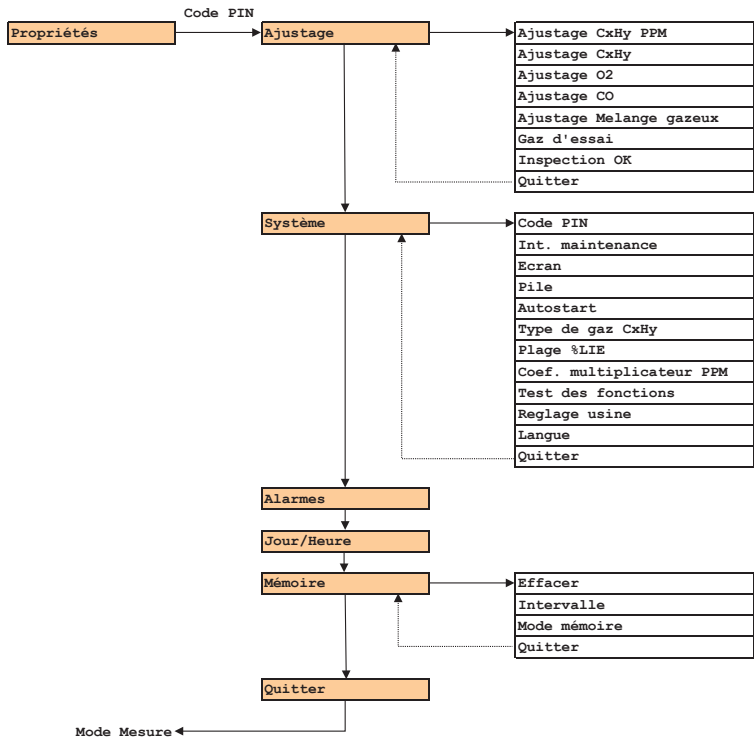 Code PIN
Propriétés
Ajustage
Ajustage CxHy PPM
Ajustage CxHy
Ajustage O2
Ajustage CO
Ajustage Melange gazeux
Gaz d'essai
Inspection OK
Quitter
Système
Code PIN
Int. maintenance
Ecran
Pile
Autostart
Type de gaz CxHy
Plage %LIE
Coef. multiplicateur PPM
Test des fonctions
Reglage usine
Langue
Quitter
Alarmes
Jour/Heure
Mémoire
Effacer
Intervalle
Mode mémoire
Quitter
Quitter
Mode Mesure